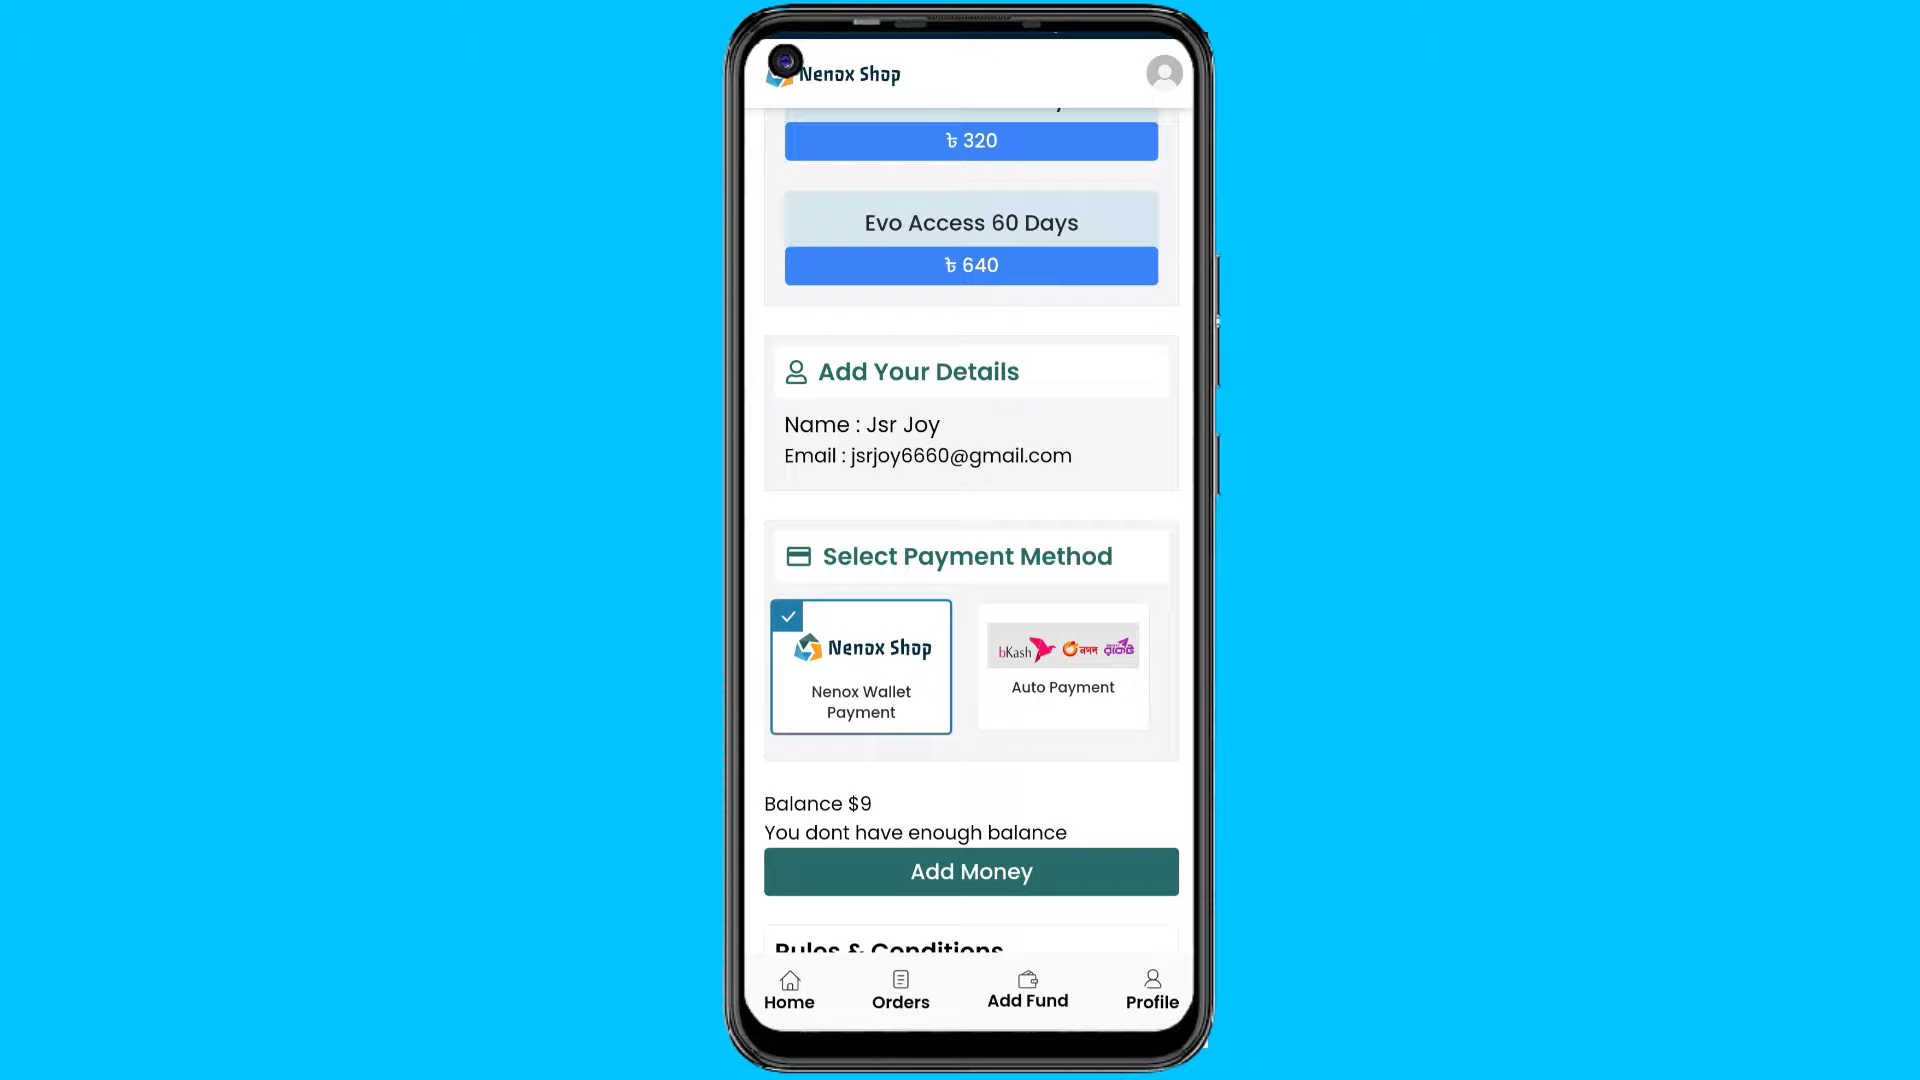 Nenox Shop
৳ 320
Evo Access 60 Days
৳ 640
Add Your Details
Name : Jsr Joy
Email : jsrjoy6660@gmail.com
Select Payment Method
Nenox Shop
Nenox Wallet
Payment
bKash নগদ রকেট
Auto Payment
Balance $9
You dont have enough balance
Add Money
Rules & Conditions
Home
Orders
Add Fund
Profile